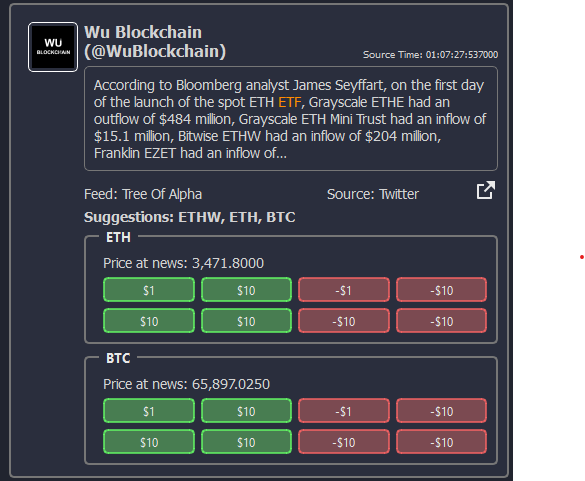 WU
BLOCKCHAIN
Wu Blockchain
(@WuBlockchain)
Source Time: 01:07:27:537000
According to Bloomberg analyst James Seyffart, on the first day
of the launch of the spot ETH ETF, Grayscale ETHE had an
outflow of $484 million, Grayscale ETH Mini Trust had an inflow of
$15.1 million, Bitwise ETHW had an inflow of $204 million,
Franklin EZET had an inflow of...
Feed: Tree Of Alpha Source: Twitter
Suggestions: ETHW, ETH, BTC
ETH
Price at news: 3,471.8000
$1 $10 -$1 -$10
$10 $10 -$10 -$10
BTC
Price at news: 65,897.0250
$1 $10 -$1 -$10
$10 $10 -$10 -$10